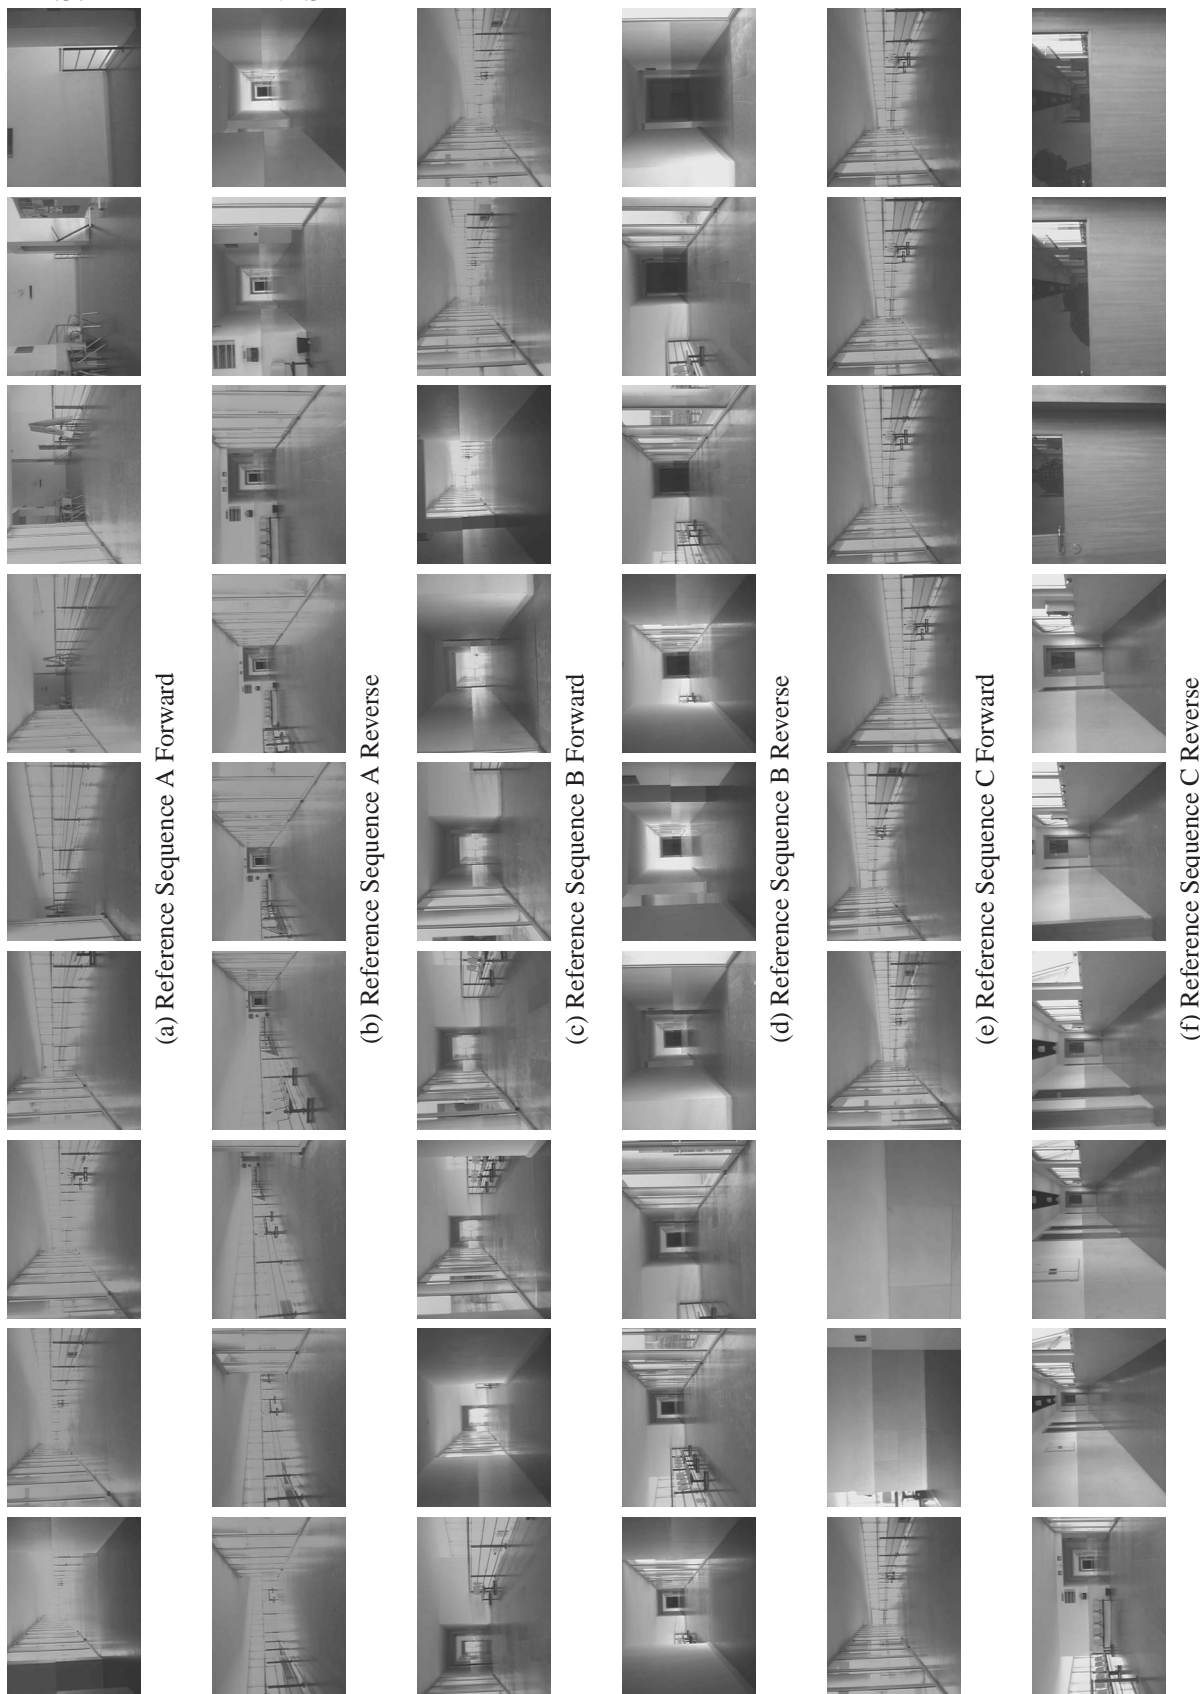 (a) Reference Sequence A Forward
(b) Reference Sequence A Reverse
(c) Reference Sequence B Forward
(d) Reference Sequence B Reverse
(e) Reference Sequence C Forward
(f) Reference Sequence C Reverse